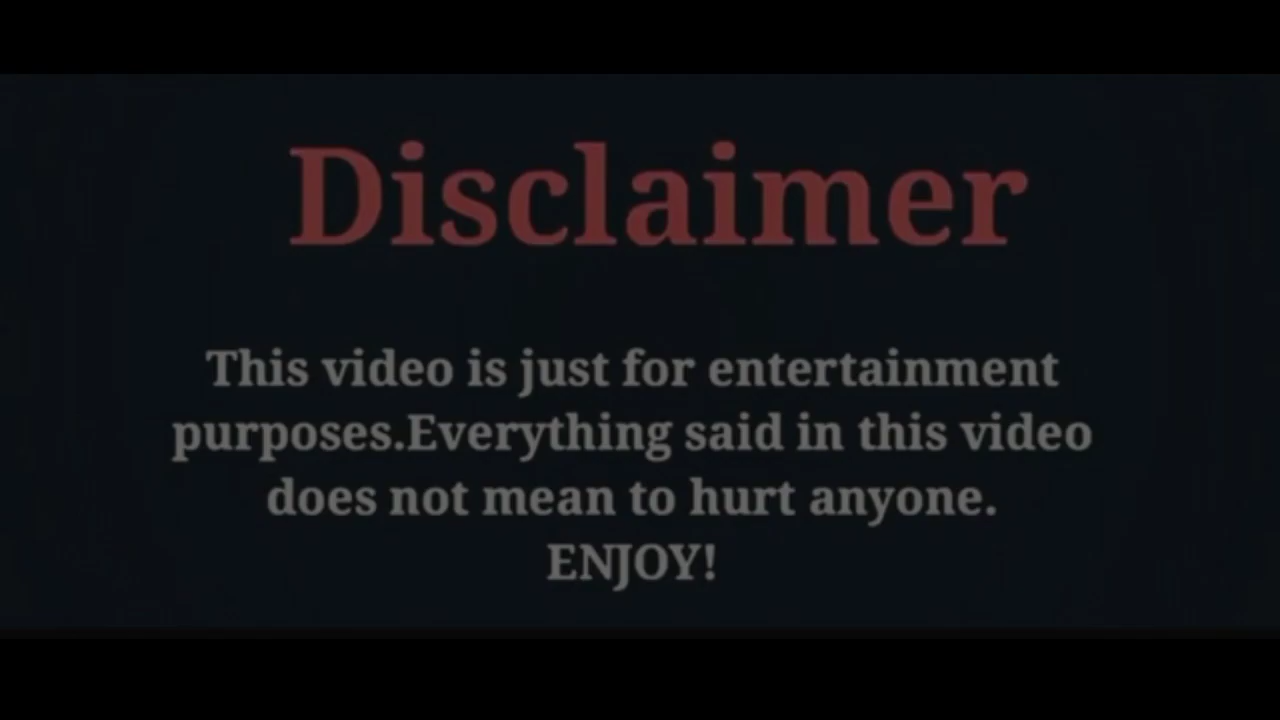 Disclaimer
This video is just for entertainment
purposes.Everything said in this video
does not mean to hurt anyone.
ENJOY!